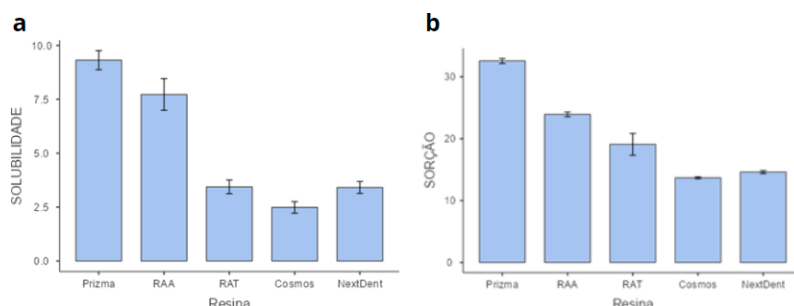 a
10.0
7.5
5.0
2.5
0.0
SOLUBILIDADE
Prizma RAA RAT Cosmos NextDent
Resina
b
30
20
10
0
SORÇÃO
Prizma RAA RAT Cosmos NextDent
Resina